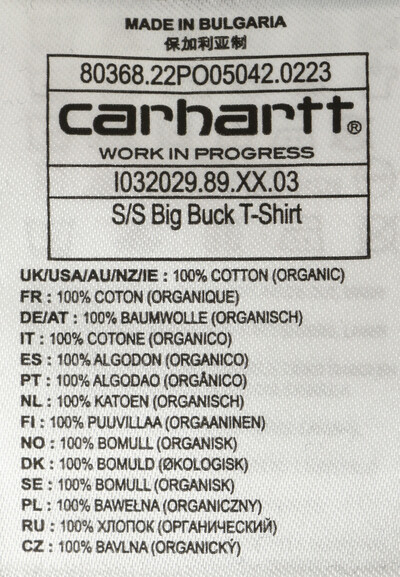 MADE IN BULGARIA
保加利亚制
80368.22PO05042.0223
carhartt®
WORK IN PROGRESS
I032029.89.XX.03
S/S Big Buck T-Shirt
UK/USA/AU/NZ/IE : 100% COTTON (ORGANIC)
FR : 100% COTON (ORGANIQUE)
DE/AT : 100% BAUMWOLLE (ORGANISCH)
IT : 100% COTONE (ORGANICO)
ES : 100% ALGODON (ORGANICO)
PT : 100% ALGODAO (ORGÂNICO)
NL : 100% KATOEN (ORGANISCH)
FI : 100% PUUVILLAA (ORGAANINEN)
NO : 100% BOMULL (ORGANISK)
DK : 100% BOMULD (ØKOLOGISK)
SE : 100% BOMULL (ORGANISK)
PL : 100% BAWEŁNA (ORGANICZNY)
RU : 100% ХЛОПОК (ОРГАНИЧЕСКИЙ)
CZ : 100% BAVLNA (ORGANICKÝ)